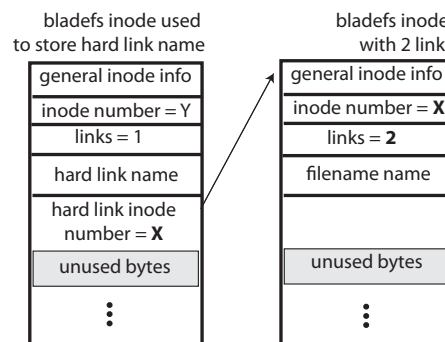 bladefs inode used
to store hard link name
general inode info
inode number = Y
links = 1
hard link name
hard link inode
number = X
unused bytes
bladefs inode
with 2 link
general inode info
inode number = X
links = 2
filename name
unused bytes